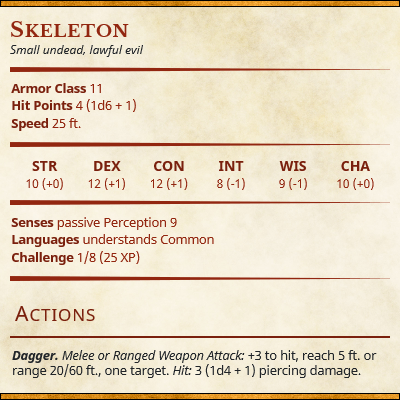 Skeleton
Small undead, lawful evil
Armor Class 11
Hit Points 4 (1d6 + 1)
Speed 25 ft.
STR DEX CON INT WIS CHA
10 (+0) 12 (+1) 12 (+1) 8 (-1) 9 (-1) 10 (+0)
Senses passive Perception 9
Languages understands Common
Challenge 1/8 (25 XP)
Actions
Dagger. Melee or Ranged Weapon Attack: +3 to hit, reach 5 ft. or
range 20/60 ft., one target. Hit: 3 (1d4 + 1) piercing damage.